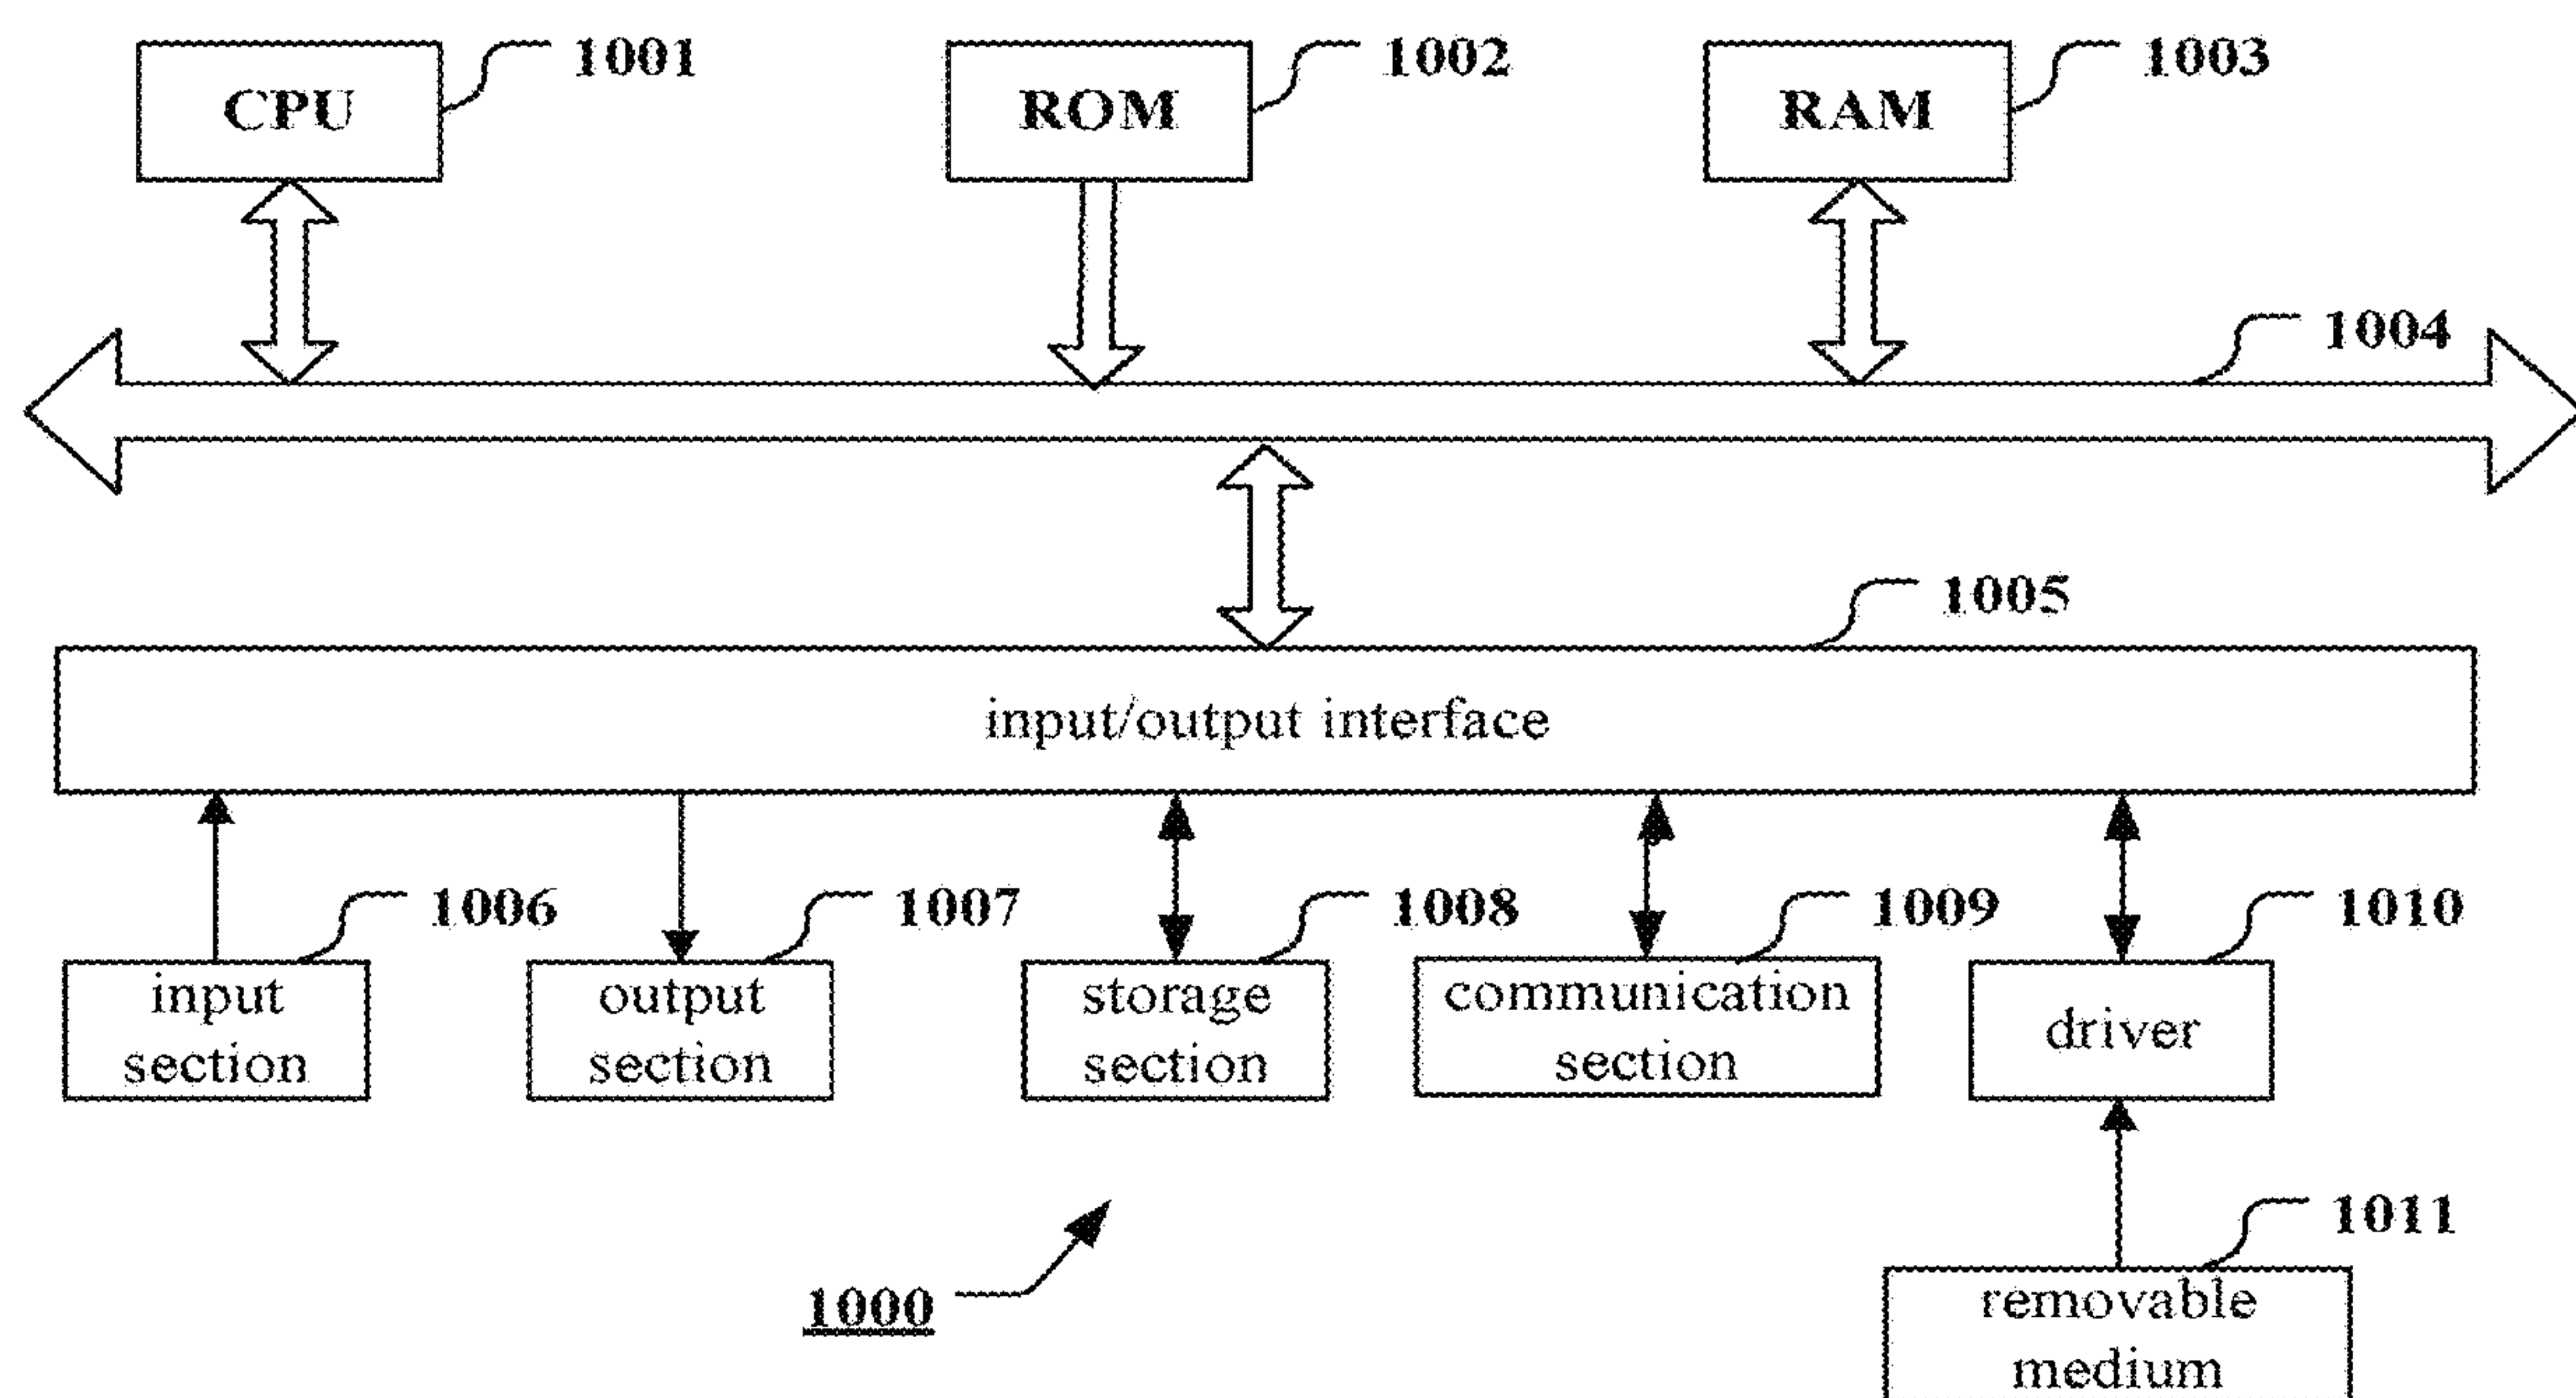 CPU
1001
ROM
1002
RAM
1003
1004
1005
input/output interface
1006
1007
1008
1009
1010
input
section
output
section
storage
section
communication
section
driver
1011
1000
removable
medium